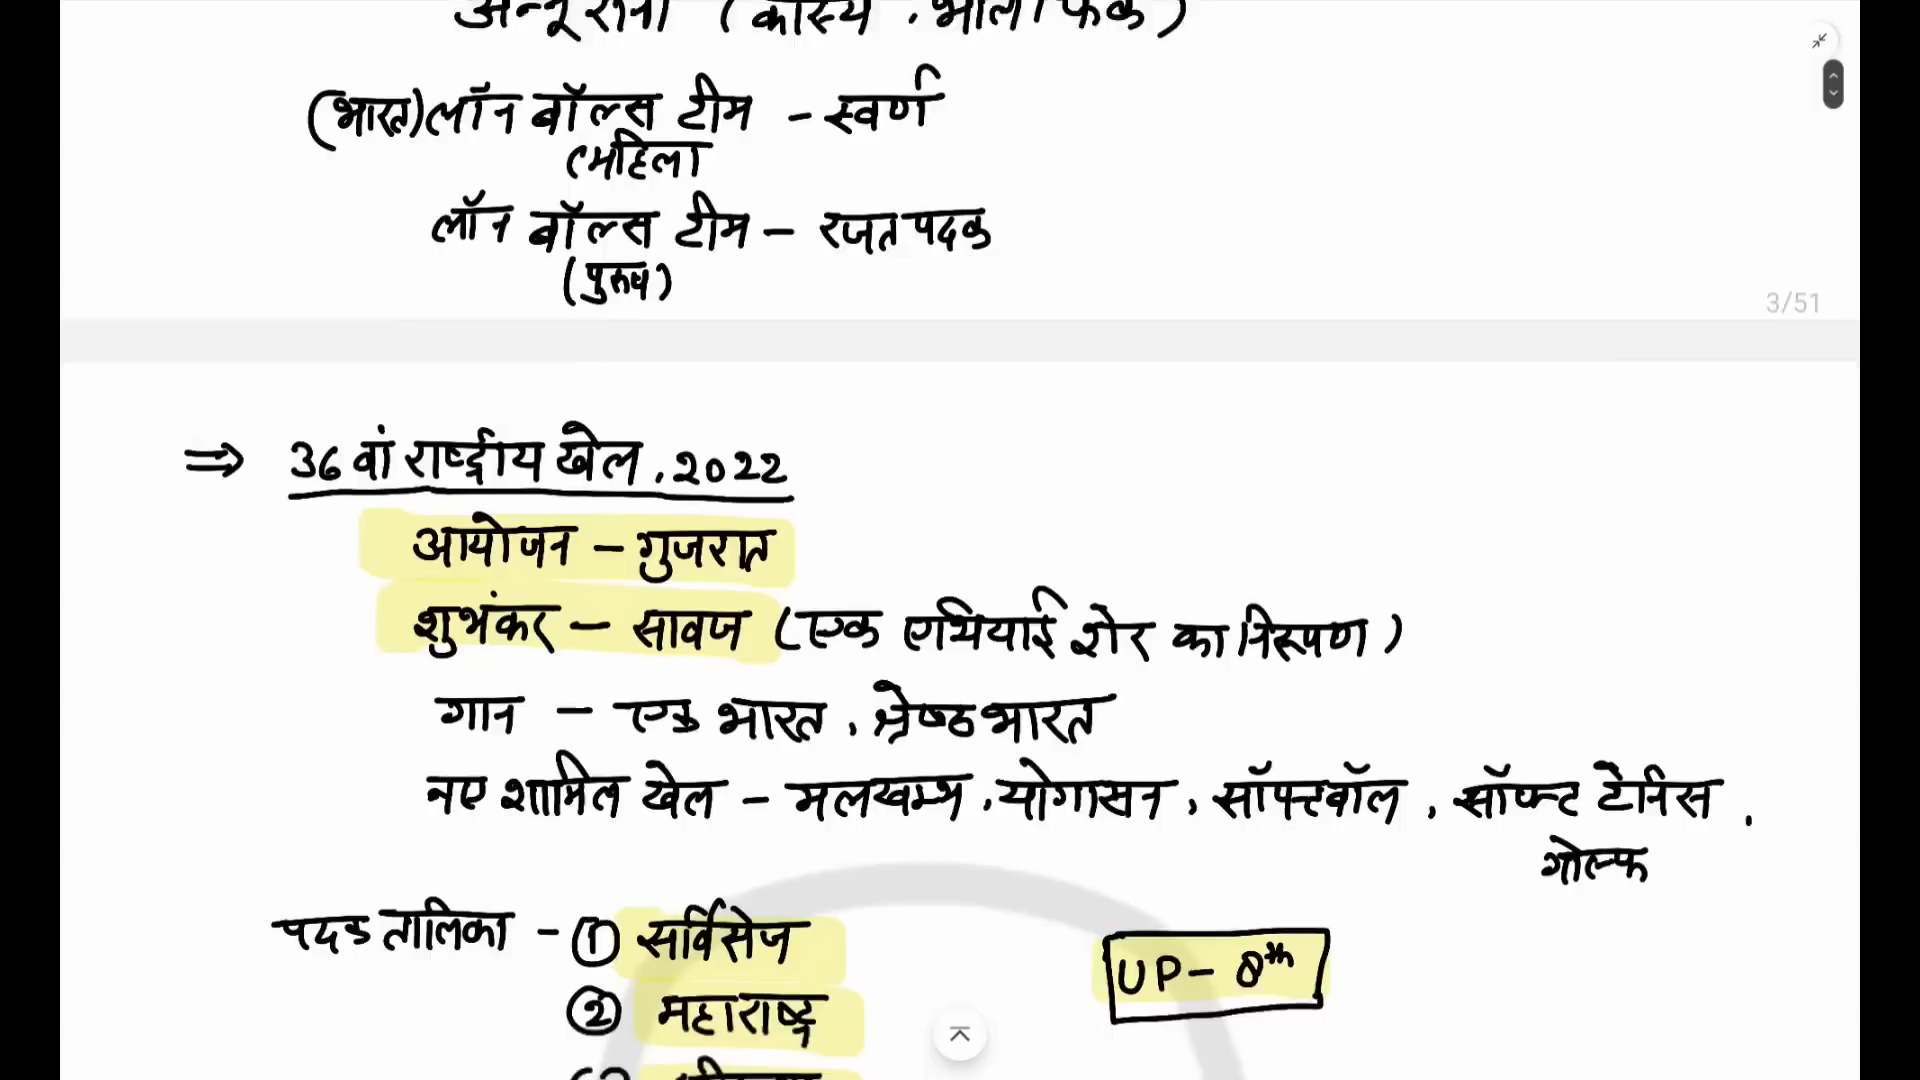 अन्नू रानी (कांस्य, भाला फेंक)
(भारत) लॉन बॉल्स टीम - स्वर्ण
(महिला
लॉन बॉल्स टीम - रजत पदक
(पुरुष)
3/51
⇒ 36 वां राष्ट्रीय खेल, 2022
आयोजन - गुजरात
शुभंकर - सावज (एक एशियाई शेर का निरूपण)
गान - एक भारत, श्रेष्ठ भारत
नए शामिल खेल - मलखम्भ, योगासन, सॉफ्टबॉल, सॉफ्ट टेनिस,
गोल्फ
पदक तालिका - ① सर्विसेज
UP - 8th
② महाराष्ट्र